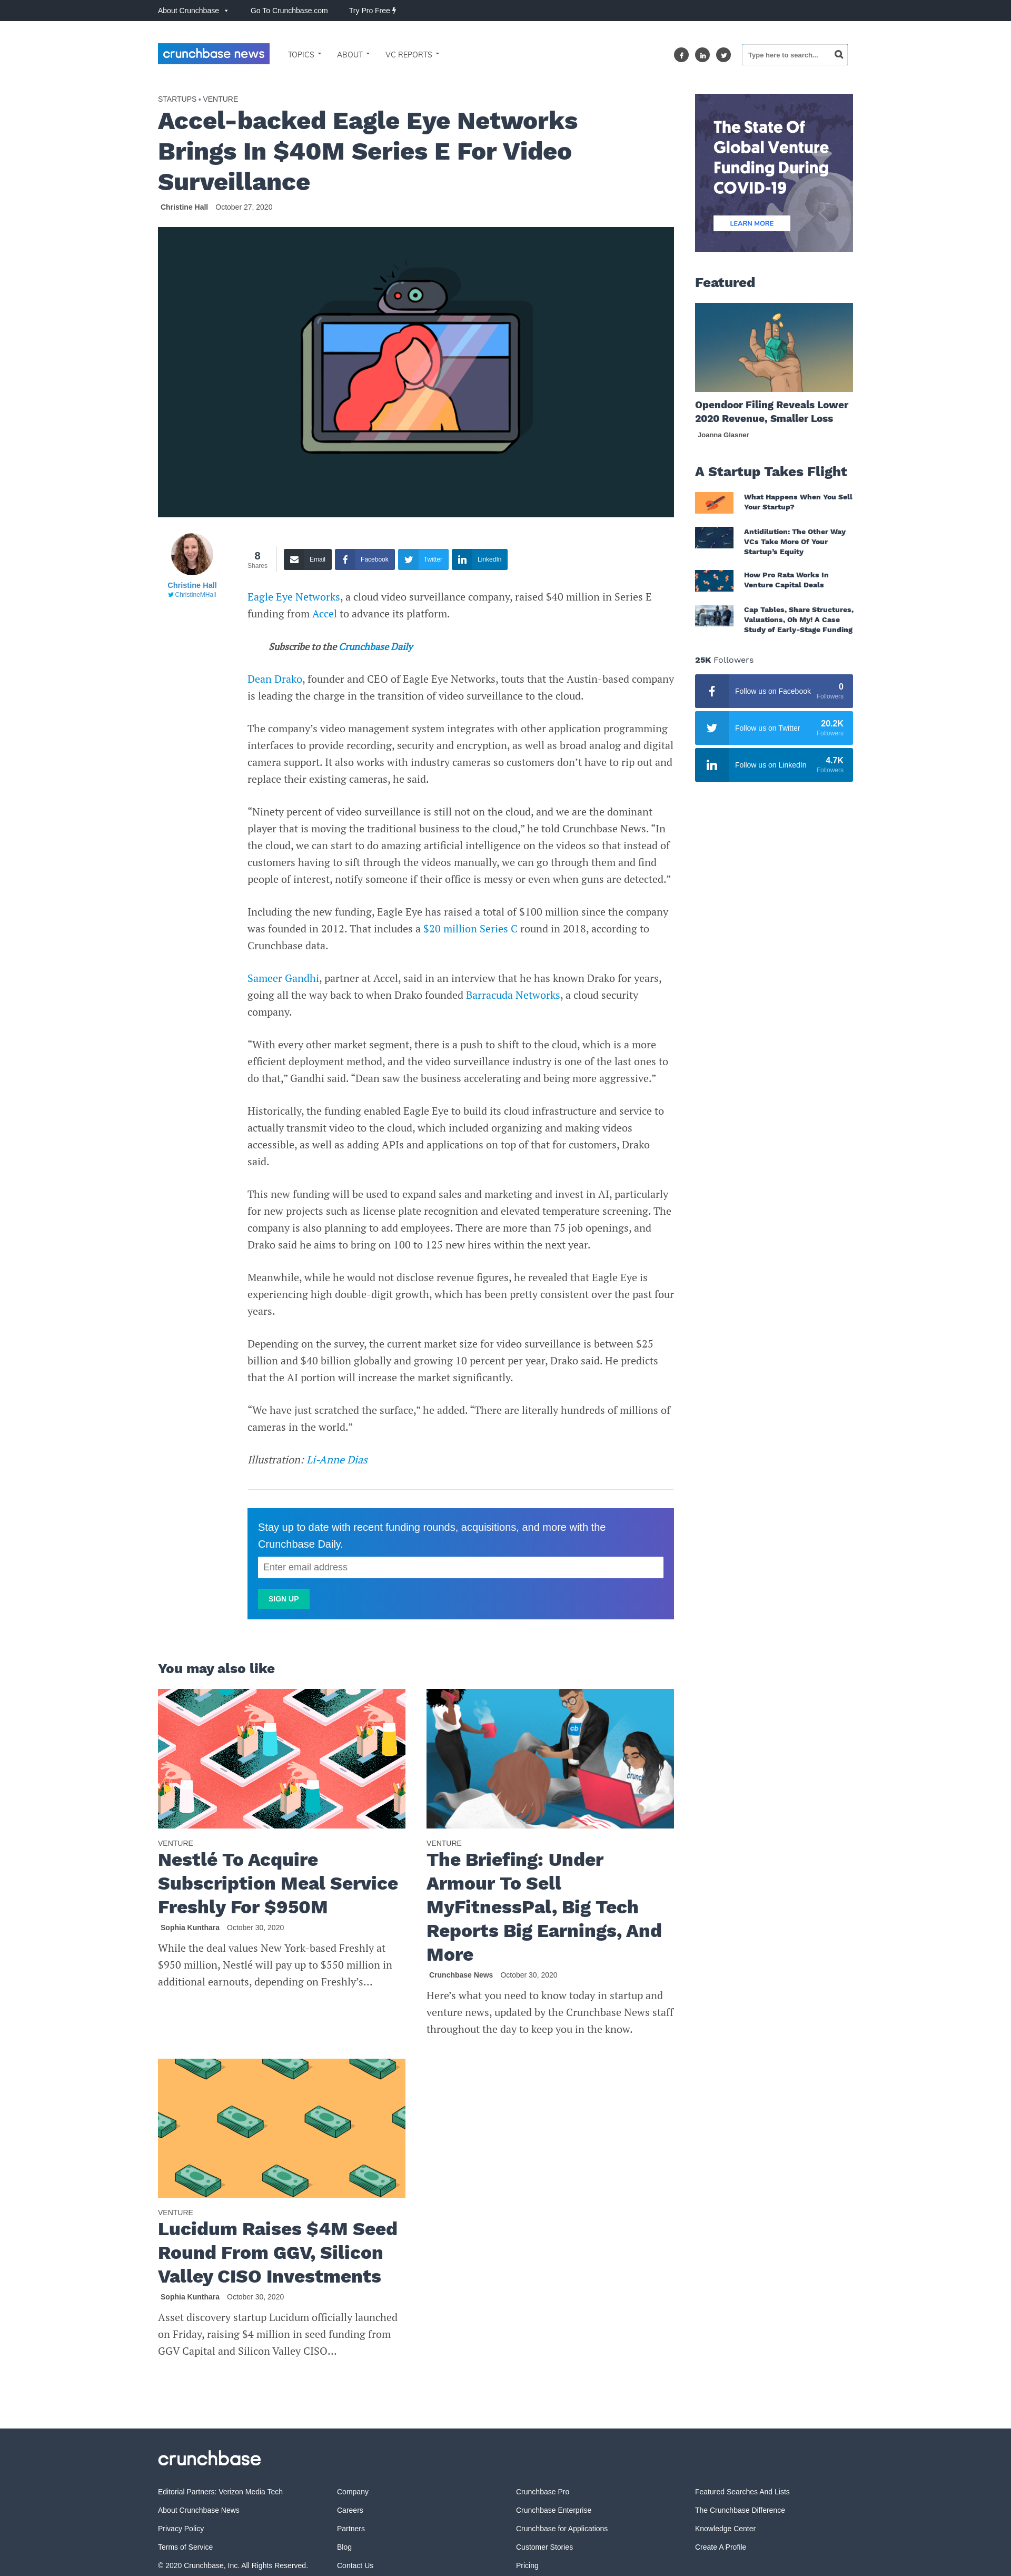 About Crunchbase
Go To Crunchbase.com
Try Pro Free
crunchbase news
TOPICS
ABOUT
VC REPORTS
Type here to search...
STARTUPS • VENTURE
Accel-backed Eagle Eye Networks
Brings In $40M Series E For Video
Surveillance
Christine Hall October 27, 2020
Christine Hall
ChristineMHall
8
Shares
Email
Facebook
Twitter
LinkedIn
Eagle Eye Networks, a cloud video surveillance company, raised $40 million in Series E
funding from Accel to advance its platform.
Subscribe to the Crunchbase Daily
Dean Drako, founder and CEO of Eagle Eye Networks, touts that the Austin-based company
is leading the charge in the transition of video surveillance to the cloud.
The company’s video management system integrates with other application programming
interfaces to provide recording, security and encryption, as well as broad analog and digital
camera support. It also works with industry cameras so customers don’t have to rip out and
replace their existing cameras, he said.
“Ninety percent of video surveillance is still not on the cloud, and we are the dominant
player that is moving the traditional business to the cloud,” he told Crunchbase News. “In
the cloud, we can start to do amazing artificial intelligence on the videos so that instead of
customers having to sift through the videos manually, we can go through them and find
people of interest, notify someone if their office is messy or even when guns are detected.”
Including the new funding, Eagle Eye has raised a total of $100 million since the company
was founded in 2012. That includes a $20 million Series C round in 2018, according to
Crunchbase data.
Sameer Gandhi, partner at Accel, said in an interview that he has known Drako for years,
going all the way back to when Drako founded Barracuda Networks, a cloud security
company.
“With every other market segment, there is a push to shift to the cloud, which is a more
efficient deployment method, and the video surveillance industry is one of the last ones to
do that,” Gandhi said. “Dean saw the business accelerating and being more aggressive.”
Historically, the funding enabled Eagle Eye to build its cloud infrastructure and service to
actually transmit video to the cloud, which included organizing and making videos
accessible, as well as adding APIs and applications on top of that for customers, Drako
said.
This new funding will be used to expand sales and marketing and invest in AI, particularly
for new projects such as license plate recognition and elevated temperature screening. The
company is also planning to add employees. There are more than 75 job openings, and
Drako said he aims to bring on 100 to 125 new hires within the next year.
Meanwhile, while he would not disclose revenue figures, he revealed that Eagle Eye is
experiencing high double-digit growth, which has been pretty consistent over the past four
years.
Depending on the survey, the current market size for video surveillance is between $25
billion and $40 billion globally and growing 10 percent per year, Drako said. He predicts
that the AI portion will increase the market significantly.
“We have just scratched the surface,” he added. “There are literally hundreds of millions of
cameras in the world.”
Illustration: Li-Anne Dias
Stay up to date with recent funding rounds, acquisitions, and more with the
Crunchbase Daily.
Enter email address
SIGN UP
The State Of
Global Venture
Funding During
COVID-19
LEARN MORE
Featured
Opendoor Filing Reveals Lower
2020 Revenue, Smaller Loss
Joanna Glasner
A Startup Takes Flight
What Happens When You Sell
Your Startup?
Antidilution: The Other Way
VCs Take More Of Your
Startup’s Equity
How Pro Rata Works In
Venture Capital Deals
Cap Tables, Share Structures,
Valuations, Oh My! A Case
Study of Early-Stage Funding
25K Followers
Follow us on Facebook
0
Followers
Follow us on Twitter
20.2K
Followers
Follow us on LinkedIn
4.7K
Followers
You may also like
VENTURE
Nestlé To Acquire
Subscription Meal Service
Freshly For $950M
Sophia Kunthara October 30, 2020
While the deal values New York-based Freshly at
$950 million, Nestlé will pay up to $550 million in
additional earnouts, depending on Freshly’s...
cb
crunch
VENTURE
The Briefing: Under
Armour To Sell
MyFitnessPal, Big Tech
Reports Big Earnings, And
More
Crunchbase News October 30, 2020
Here’s what you need to know today in startup and
venture news, updated by the Crunchbase News staff
throughout the day to keep you in the know.
VENTURE
Lucidum Raises $4M Seed
Round From GGV, Silicon
Valley CISO Investments
Sophia Kunthara October 30, 2020
Asset discovery startup Lucidum officially launched
on Friday, raising $4 million in seed funding from
GGV Capital and Silicon Valley CISO...
crunchbase
Editorial Partners: Verizon Media Tech
About Crunchbase News
Privacy Policy
Terms of Service
© 2020 Crunchbase, Inc. All Rights Reserved.
Company
Careers
Partners
Blog
Contact Us
Crunchbase Pro
Crunchbase Enterprise
Crunchbase for Applications
Customer Stories
Pricing
Featured Searches And Lists
The Crunchbase Difference
Knowledge Center
Create A Profile